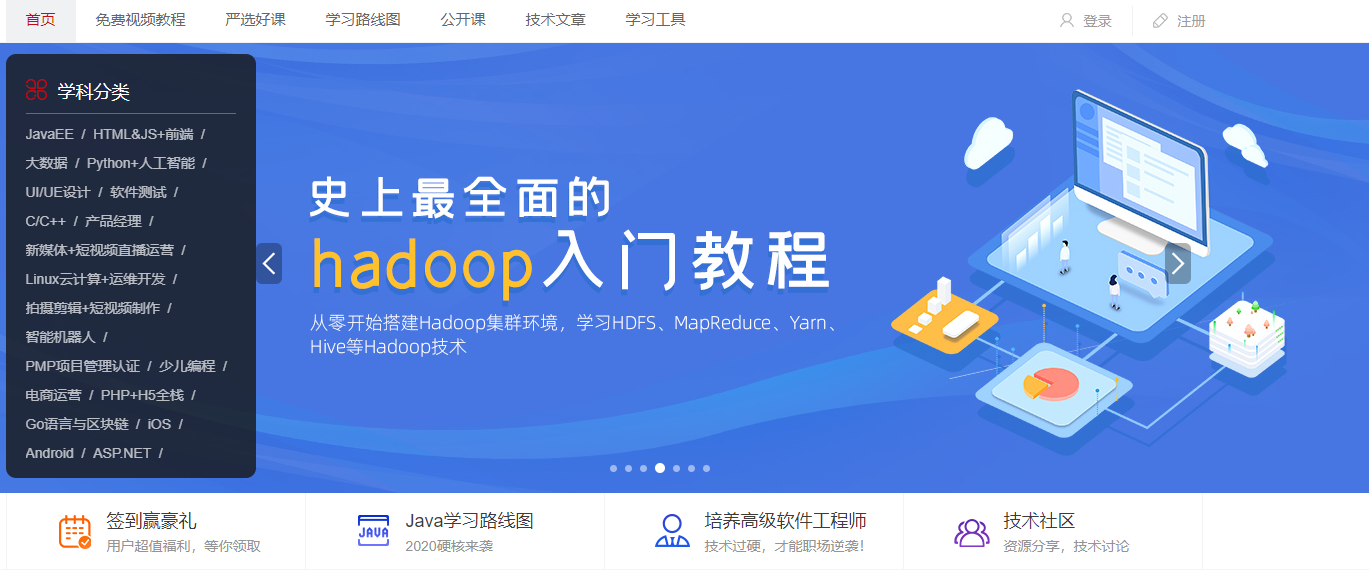 首页 免费视频教程 严选好课 学习路线图 公开课 技术文章 学习工具 登录 注册
学科分类
JavaEE / HTML&JS+前端 /
大数据 / Python+人工智能 /
UI/UE设计 / 软件测试 /
C/C++ / 产品经理 /
新媒体+短视频直播运营 /
Linux云计算+运维开发 /
拍摄剪辑+短视频制作 /
智能机器人 /
PMP项目管理认证 / 少儿编程 /
电商运营 / PHP+H5全栈 /
Go语言与区块链 / iOS /
Android / ASP.NET /
史上最全面的
hadoop入门教程
从零开始搭建Hadoop集群环境，学习HDFS、MapReduce、Yarn、
Hive等Hadoop技术
签到赢豪礼
用户超值福利，等你领取
JAVA
Java学习路线图
2020硬核来袭
培养高级软件工程师
技术过硬，才能职场逆袭！
技术社区
资源分享，技术讨论